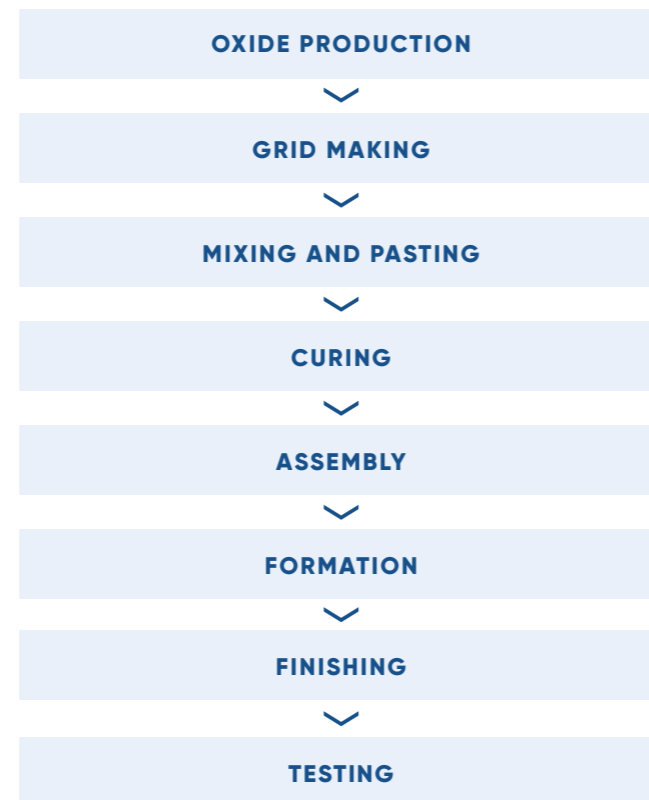 OXIDE PRODUCTION
GRID MAKING
MIXING AND PASTING
CURING
ASSEMBLY
FORMATION
FINISHING
TESTING